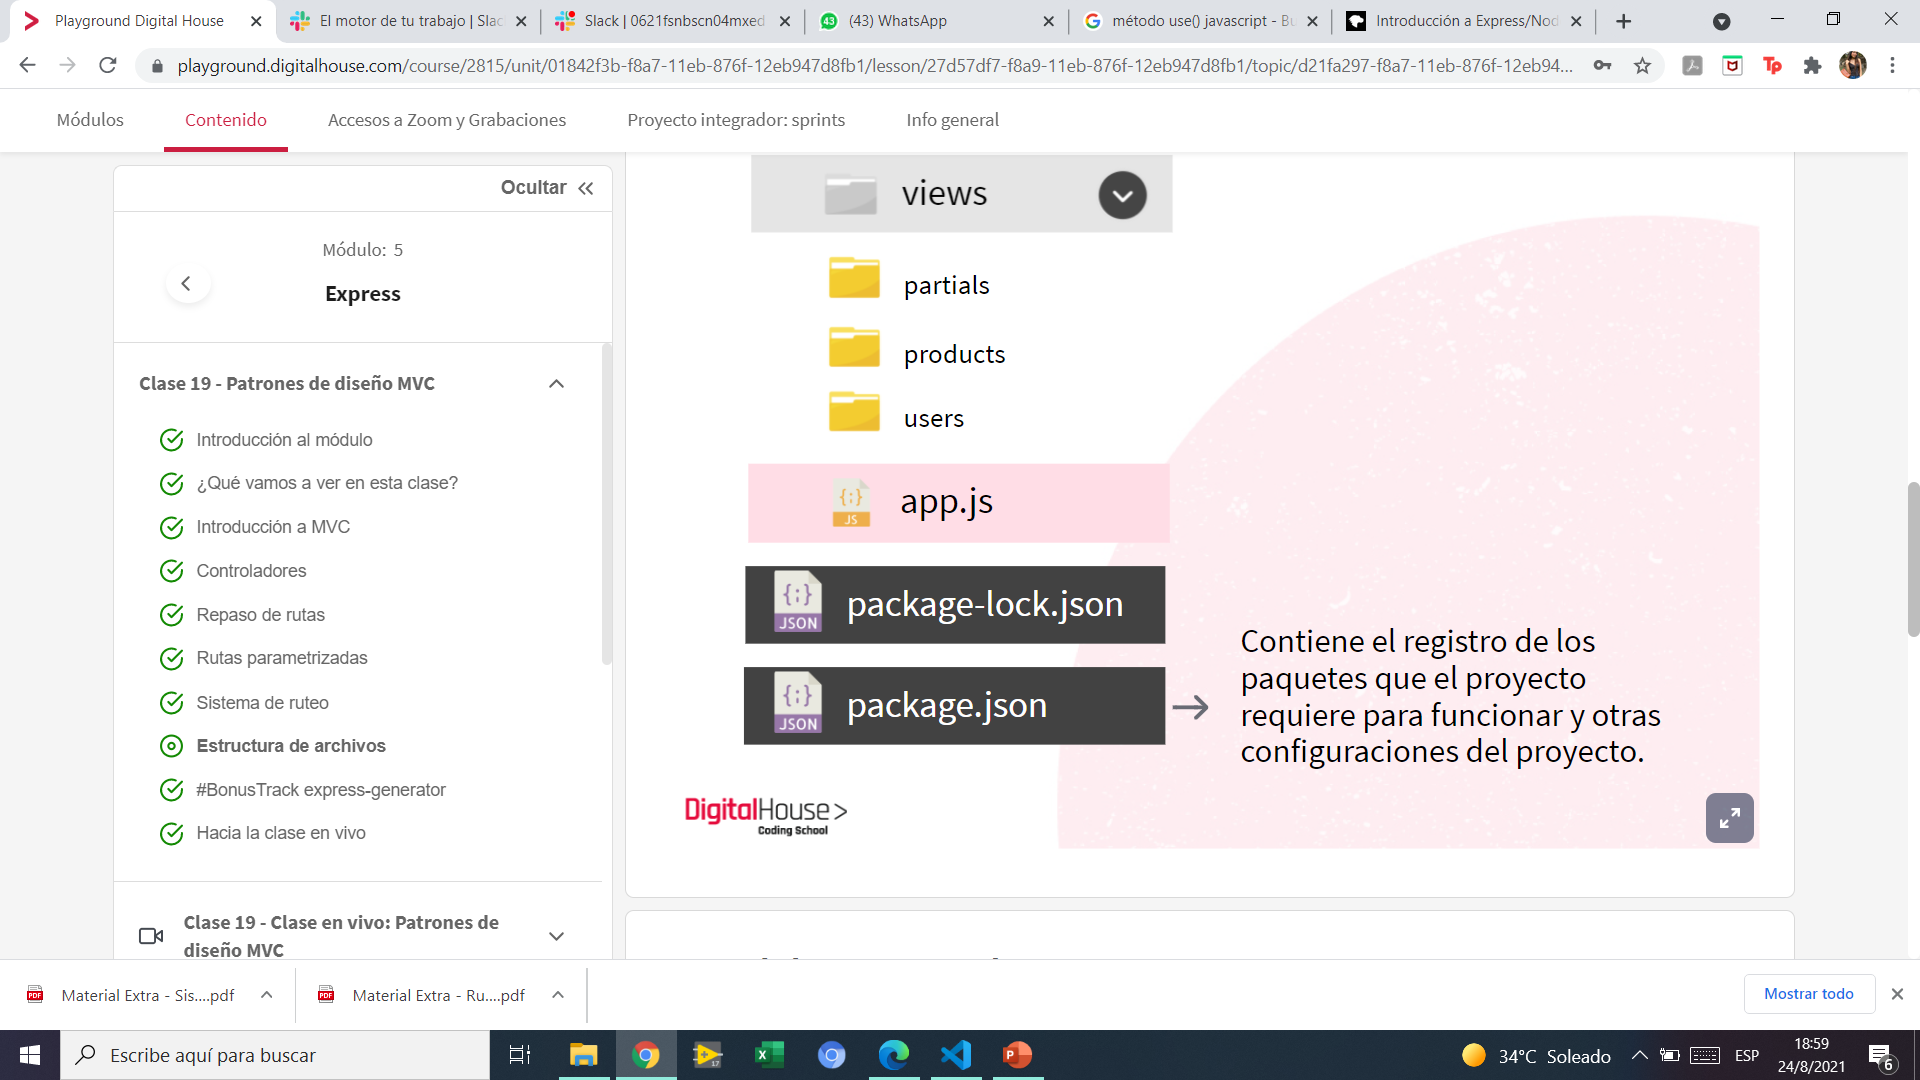 Playground Digital House
El motor de tu trabajo | Slac
Slack | 0621fsnbscn04mxed
(43) WhatsApp
método use() javascript - Bu
Introducción a Express/Nod
playground.digitalhouse.com/course/2815/unit/01842f3b-f8a7-11eb-876f-12eb947d8fb1/lesson/27d57df7-f8a9-11eb-876f-12eb947d8fb1/topic/d21fa297-f8a7-11eb-876f-12eb94...
Módulos
Contenido
Accesos a Zoom y Grabaciones
Proyecto integrador: sprints
Info general
Ocultar
Módulo: 5
Express
Clase 19 - Patrones de diseño MVC
Introducción al módulo
¿Qué vamos a ver en esta clase?
Introducción a MVC
Controladores
Repaso de rutas
Rutas parametrizadas
Sistema de ruteo
Estructura de archivos
#BonusTrack express-generator
Hacia la clase en vivo
Clase 19 - Clase en vivo: Patrones de
diseño MVC
views
partials
products
users
{;} JS
app.js
{;} JSON
package-lock.json
{;} JSON
package.json
Contiene el registro de los
paquetes que el proyecto
requiere para funcionar y otras
configuraciones del proyecto.
DigitalHouse>
Coding School
Material Extra - Sis....pdf
Material Extra - Ru....pdf
Mostrar todo
Escribe aquí para buscar
34°C Soleado
ESP
18:59
24/8/2021
6